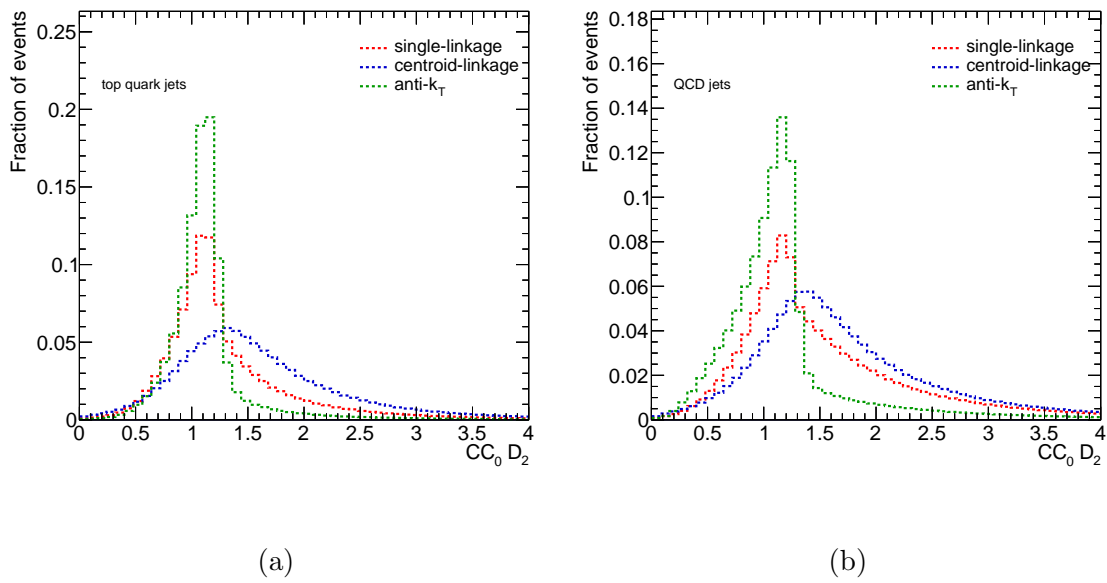 Fraction of events
0.25
0.2
0.15
0.1
0.05
0
top quark jets
single-linkage
centroid-linkage
anti-k_T
0 0.5 1 1.5 2 2.5 3 3.5 4
CC_0 D_2
(a)
Fraction of events
0.18
0.16
0.14
0.12
0.1
0.08
0.06
0.04
0.02
0
QCD jets
single-linkage
centroid-linkage
anti-k_T
0 0.5 1 1.5 2 2.5 3 3.5 4
CC_0 D_2
(b)